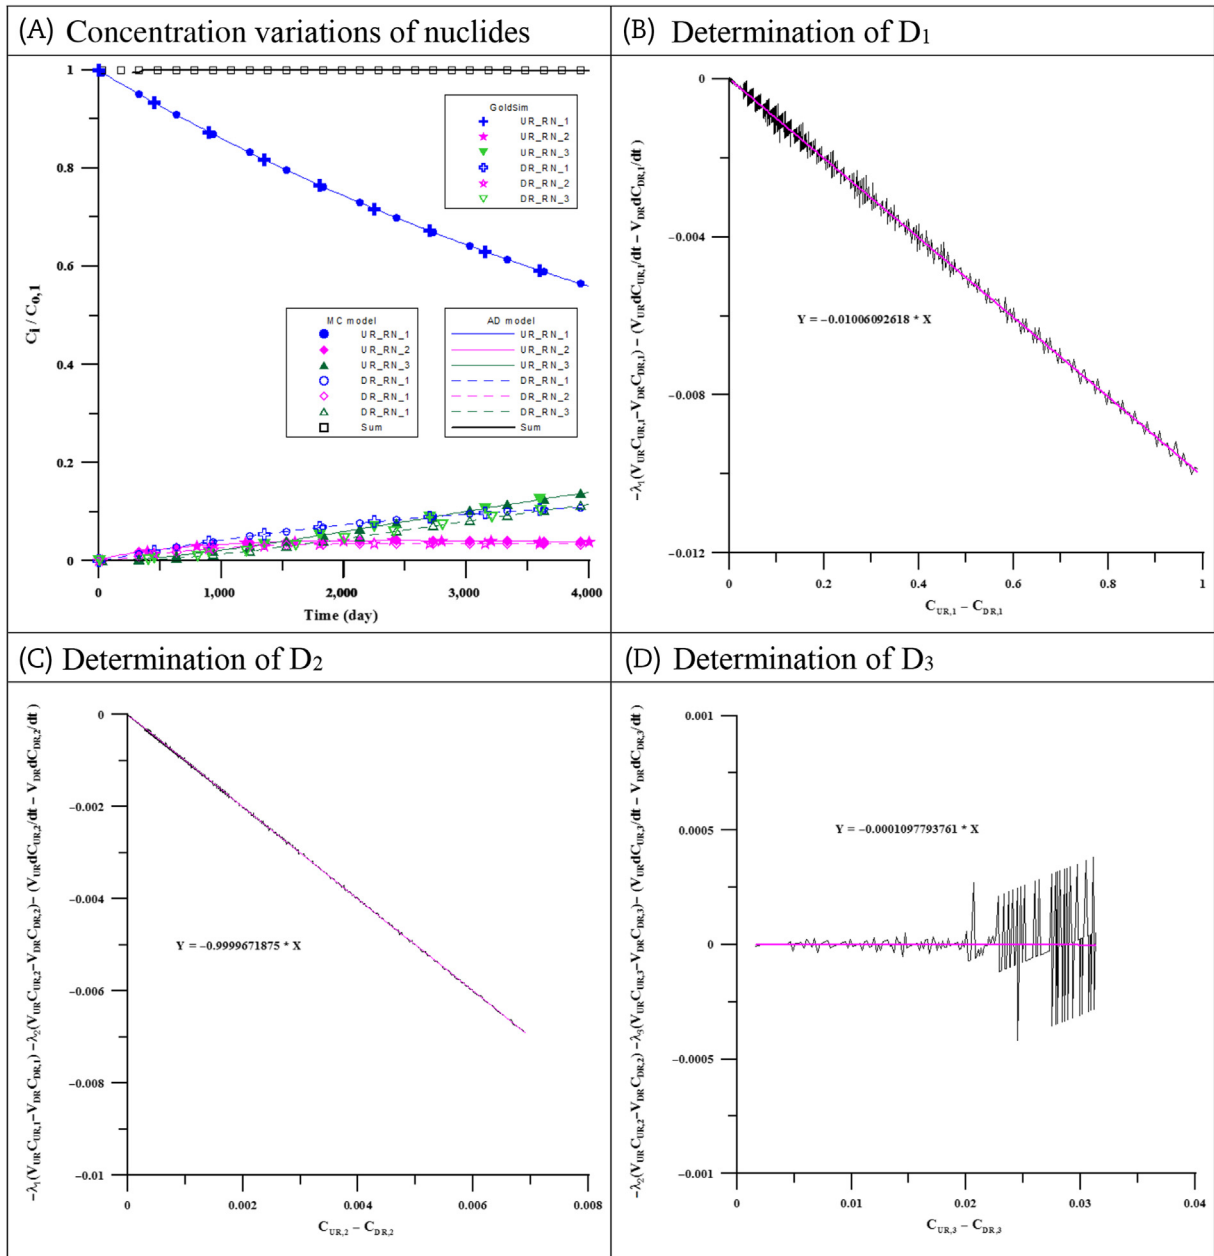 (A) Concentration variations of nuclides
1
0.8
0.6
0.4
0.2
0
C_i / C_o,1
GoldSim
UR_RN_1
UR_RN_2
UR_RN_3
DR_RN_1
DR_RN_2
DR_RN_3
MC model
UR_RN_1
UR_RN_2
UR_RN_3
DR_RN_1
DR_RN_1
DR_RN_1
Sum
AD model
UR_RN_1
UR_RN_2
UR_RN_3
DR_RN_1
DR_RN_2
DR_RN_3
Sum
0 1,000 2,000 3,000 4,000
Time (day)
(B) Determination of D₁
0
−0.004
−0.008
−0.012
−λ₁(V_UR C_UR,1−V_DR C_DR,1) − (V_UR dC_UR,1/dt − V_DR dC_DR,1/dt)
Y = −0.01006092618 * X
0 0.2 0.4 0.6 0.8 1
C_UR,1 − C_DR,1
(C) Determination of D₂
0
−0.002
−0.004
−0.006
−0.008
−0.01
−λ₁(V_UR C_UR,1−V_DR C_DR,1) −λ₂(V_UR C_UR,2−V_DR C_DR,2)− (V_UR dC_UR,2/dt − V_DR dC_DR,2/dt )
Y = −0.9999671875 * X
0 0.002 0.004 0.006 0.008
C_UR,2 − C_DR,2
(D) Determination of D₃
0.001
0.0005
0
−0.0005
−0.001
−λ₂(V_UR C_UR,2−V_DR C_DR,2) −λ₃(V_UR C_UR,3−V_DR C_DR,3)− (V_UR dC_UR,3/dt − V_DR dC_DR,3/dt)
Y = −0.0001097793761 * X
0 0.01 0.02 0.03 0.04
C_UR,3 − C_DR,3